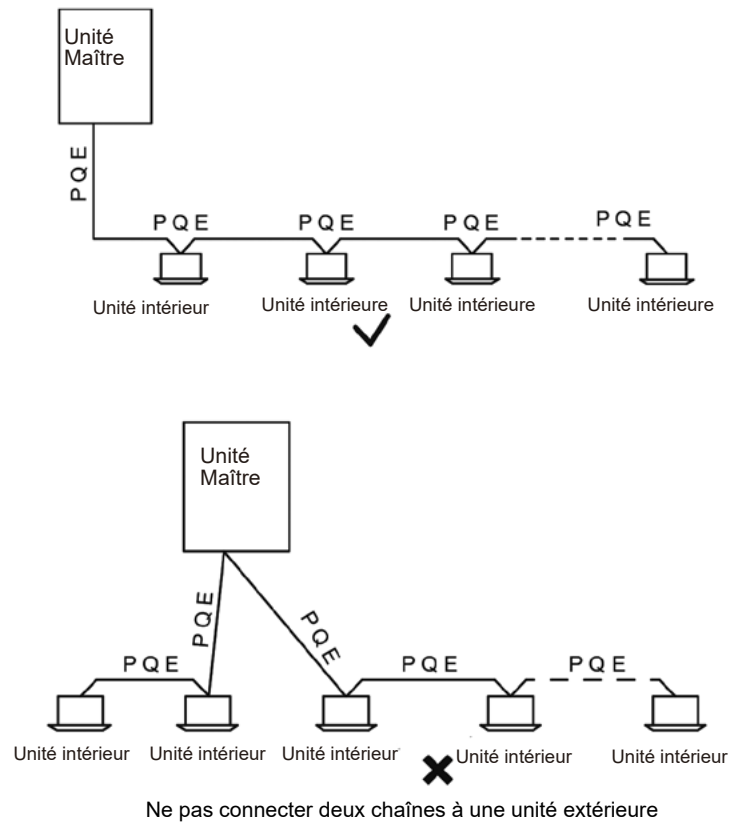 Unité
Maître
PQE
PQE PQE PQE PQE
Unité intérieur Unité intérieure Unité intérieure Unité intérieure
Unité
Maître
PQE PQE
PQE PQE PQE
Unité intérieur Unité intérieur Unité intérieur Unité intérieur Unité intérieur
Ne pas connecter deux chaînes à une unité extérieure